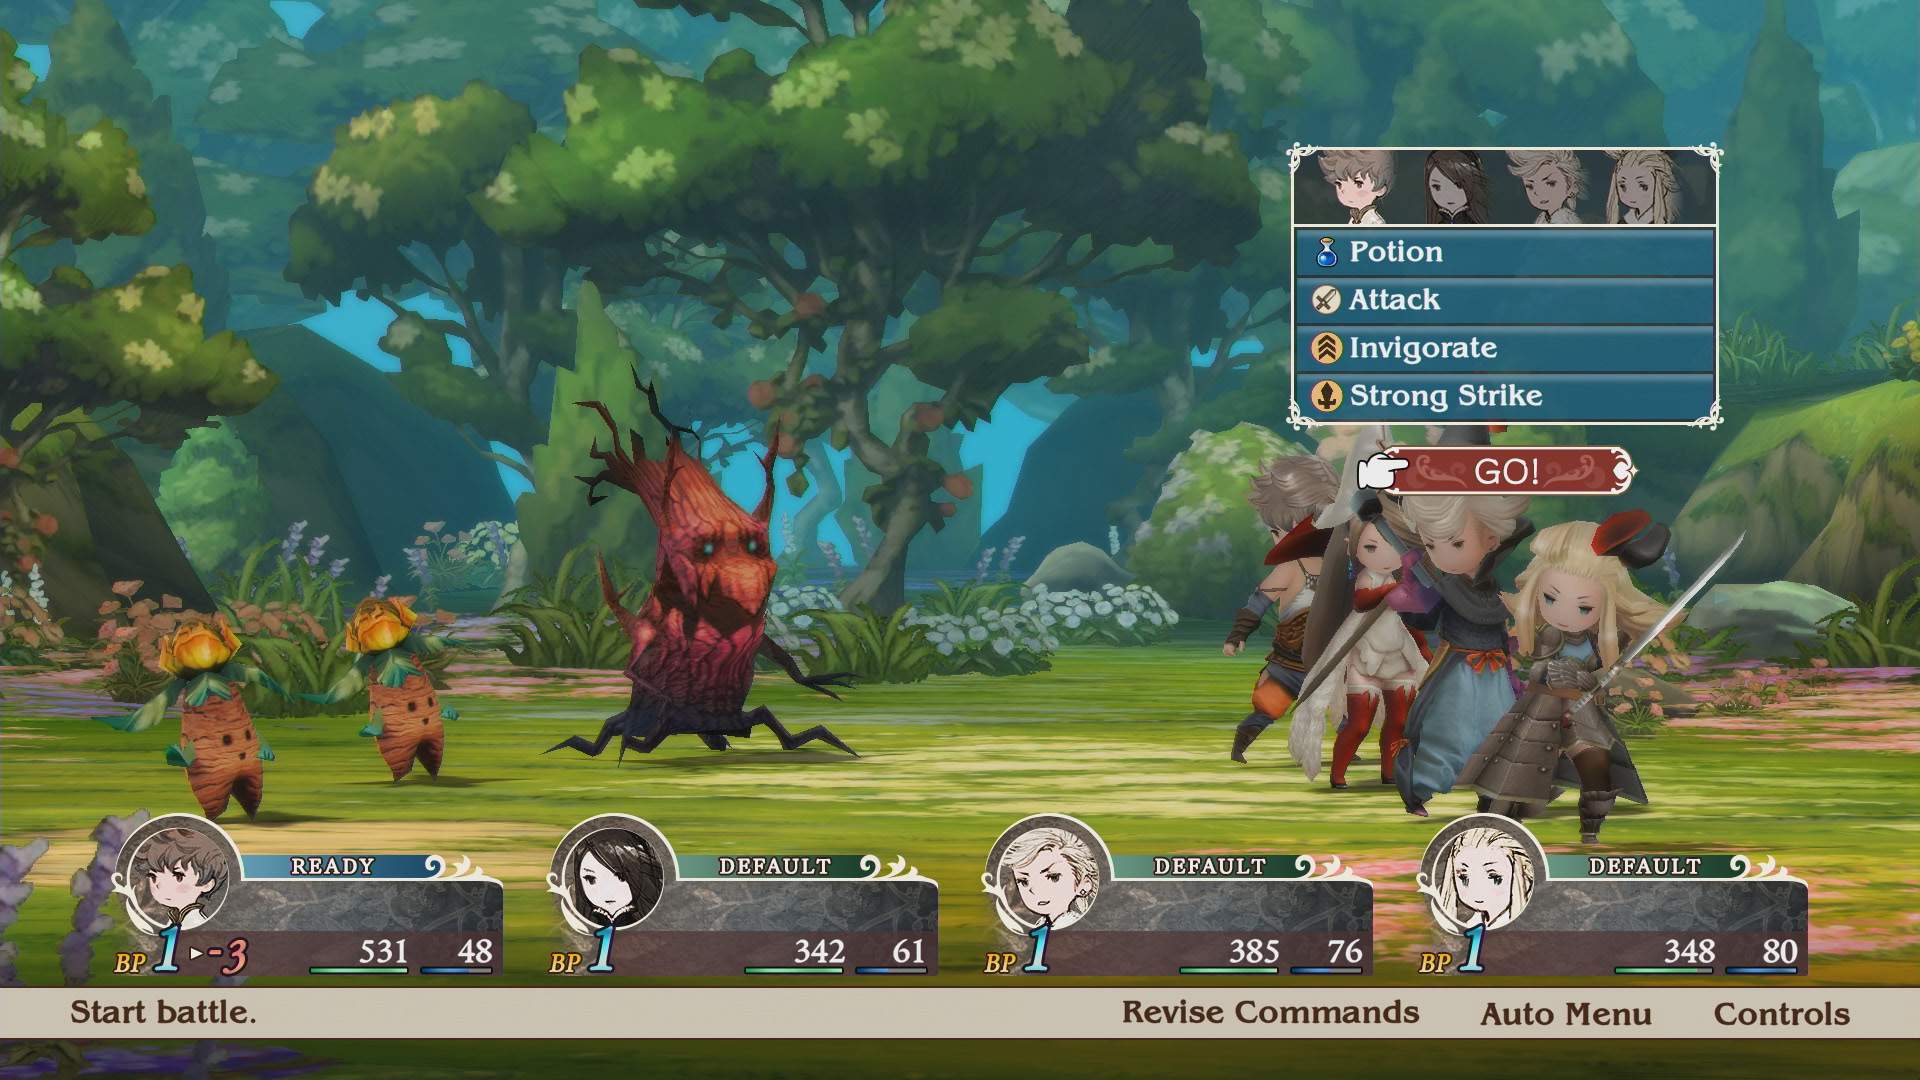 Potion
Attack
Invigorate
Strong Strike
GO!
READY
BP 1 ▸ -3 531 48
DEFAULT
BP 1 342 61
DEFAULT
BP 1 385 76
DEFAULT
BP 1 348 80
Start battle.
Revise Commands Auto Menu Controls